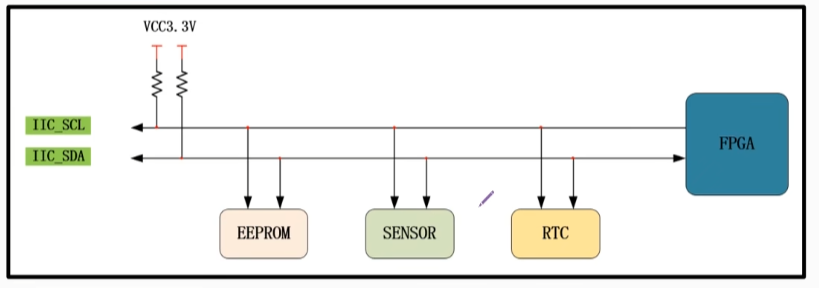 VCC3.3V
IIC_SCL
IIC_SDA
FPGA
EEPROM
SENSOR
RTC